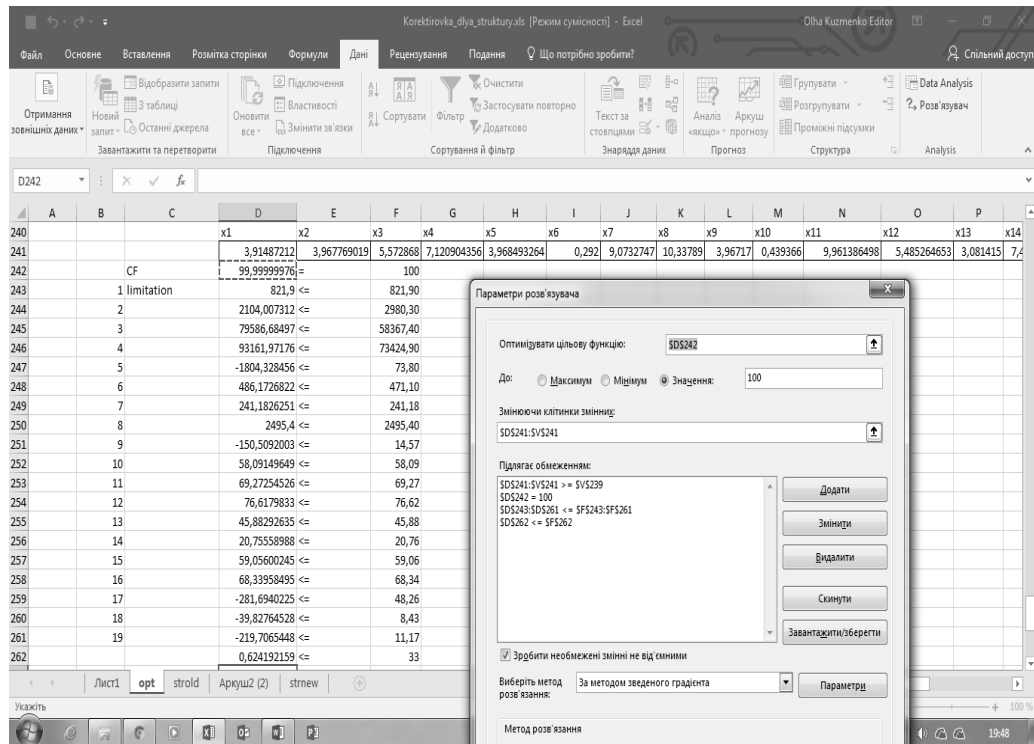 Korektirovka_dlya_struktury.xls [Режим сумісності] - Excel Olha Kuzmenko Editor
Файл Основне Вставлення Розмітка сторінки Формули Дані Рецензування Подання Що потрібно зробити? Спільний доступ
Отримання зовнішніх даних
Новий запит
Відобразити запити
З таблиці
Останні джерела
Завантажити та перетворити
Оновити все
Підключення
Властивості
Змінити зв'язки
Підключення
Сортувати Фільтр
Очистити
Застосувати повторно
Додатково
Сортування й фільтр
Текст за стовпцями
Знаряддя даних
Аналіз «якщо» Аркуш прогнозу
Прогноз
Групувати
Розгрупувати
Проміжні підсумки
Структура
Data Analysis
Розв'язувач
Analysis
D242 fx
A B C D E F G H I J K L M N O P
240 x1 x2 x3 x4 x5 x6 x7 x8 x9 x10 x11 x12 x13 x14
241 3,91487212 3,967769019 5,572868 7,120904356 3,968493264 0,292 9,0732747 10,33789 3,96717 0,439366 9,961386498 5,485264653 3,081415 7,4
242 CF 99,99999976 = 100
243 1 limitation 821,9 <= 821,90
244 2 2104,007312 <= 2980,30
245 3 79586,68497 <= 58367,40
246 4 93161,97176 <= 73424,90
247 5 -1804,328456 <= 73,80
248 6 486,1726822 <= 471,10
249 7 241,1826251 <= 241,18
250 8 2495,4 <= 2495,40
251 9 -150,5092003 <= 14,57
252 10 58,09149649 <= 58,09
253 11 69,27254526 <= 69,27
254 12 76,6179833 <= 76,62
255 13 45,88292635 <= 45,88
256 14 20,75558988 <= 20,76
257 15 59,05600245 <= 59,06
258 16 68,33958495 <= 68,34
259 17 -281,6940225 <= 48,26
260 18 -39,82764528 <= 8,43
261 19 -219,7065448 <= 11,17
262 0,624192159 <= 33
Параметри розв'язувача
Оптимізувати цільову функцію: $D$242
До: Максимум Мінімум Значення: 100
Змінюючи клітинки змінних:
$D$241:$V$241
Підлягає обмеженням:
$D$241:$V$241 >= $V$239
$D$242 = 100
$D$243:$D$261 <= $F$243:$F$261
$D$262 <= $F$262
Додати
Змінити
Видалити
Скинути
Завантажити/зберегти
Зробити необмежені змінні не від'ємними
Виберіть метод розв'язання: За методом зведеного градієнта Параметри
Метод розв'язання
Лист1 opt strold Аркуш2 (2) strnew
Укажіть 100 %
19:48